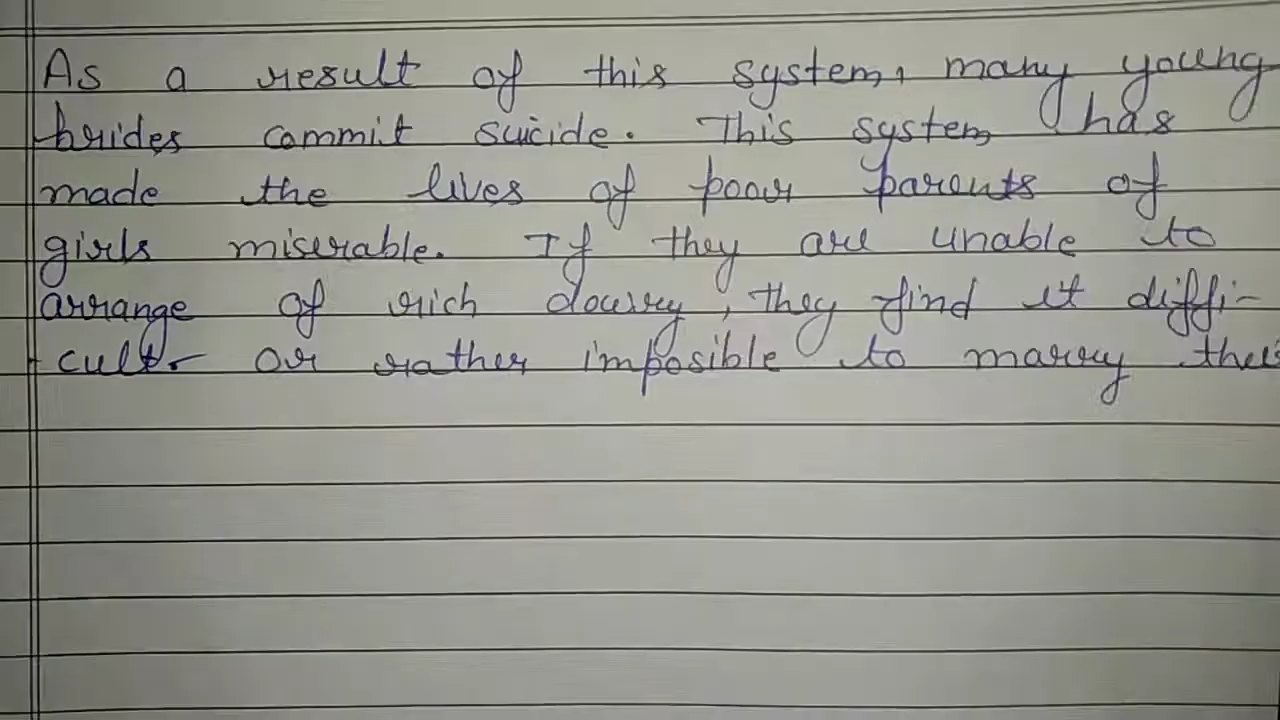 As a result of this system, many young
brides commit suicide. This system has
made the lives of poor parents of
girls miserable. If they are unable to
arrange of rich dowry, they find it diffi-
cult- or rather imposible to marry their